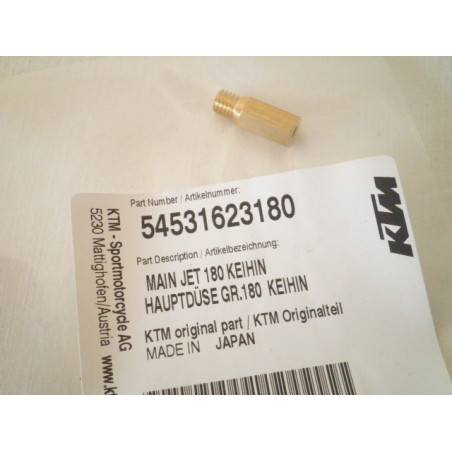 Part Number / Artikelnummer:
54531623180
Part Description / Artikelbezeichnung:
MAIN JET 180 KEIHIN
HAUPTDÜSE GR.180 KEIHIN
KTM original part / KTM Originalteil
MADE IN JAPAN
KTM - Sportmotorcycle AG
5230 Mattighofen/Austria
www.k
KTM